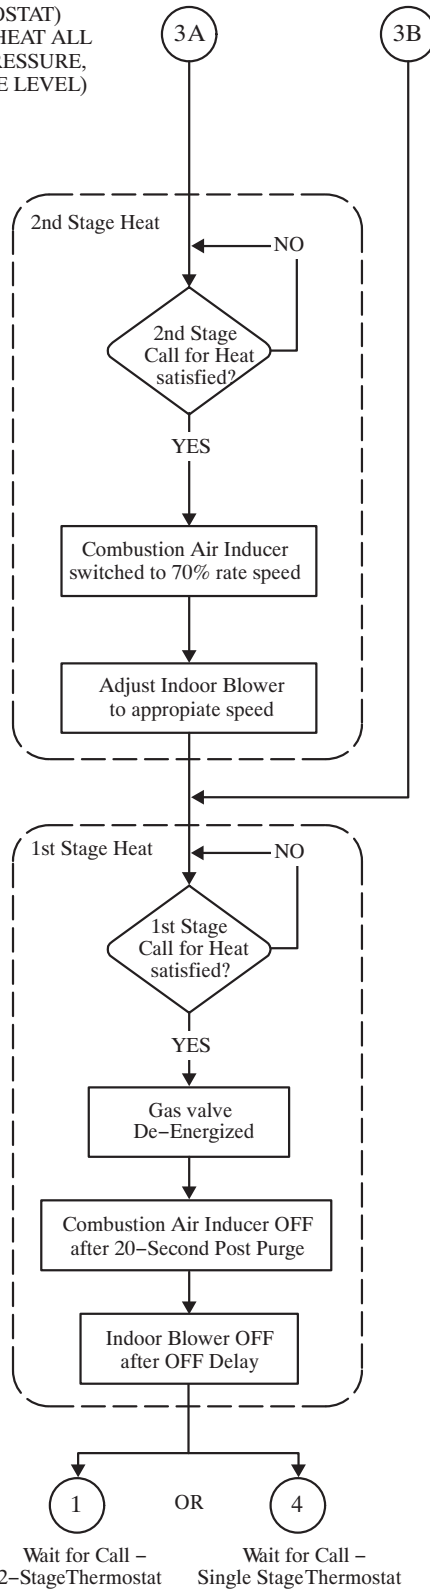 OSTAT)
HEAT ALL
RESSURE,
E LEVEL)
3A
3B
2nd Stage Heat
NO
2nd Stage
Call for Heat
satisfied?
YES
Combustion Air Inducer
switched to 70% rate speed
Adjust Indoor Blower
to appropiate speed
1st Stage Heat
NO
1st Stage
Call for Heat
satisfied?
YES
Gas valve
De-Energized
Combustion Air Inducer OFF
after 20-Second Post Purge
Indoor Blower OFF
after OFF Delay
1
OR
4
Wait for Call –
2-StageThermostat
Wait for Call –
Single StageThermostat